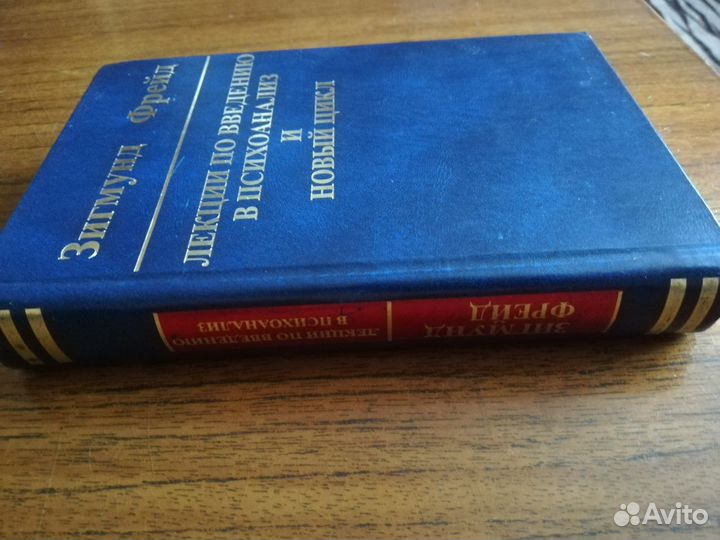 Зигмунд Фрейд
ЛЕКЦИИ ПО ВВЕДЕНИЮ
В ПСИХОАНАЛИЗ
И
НОВЫЙ ЦИКЛ
ЗИГМУНД
ФРЕЙД
ЛЕКЦИИ ПО ВВЕДЕНИЮ
В ПСИХОАНАЛИЗ
Avito